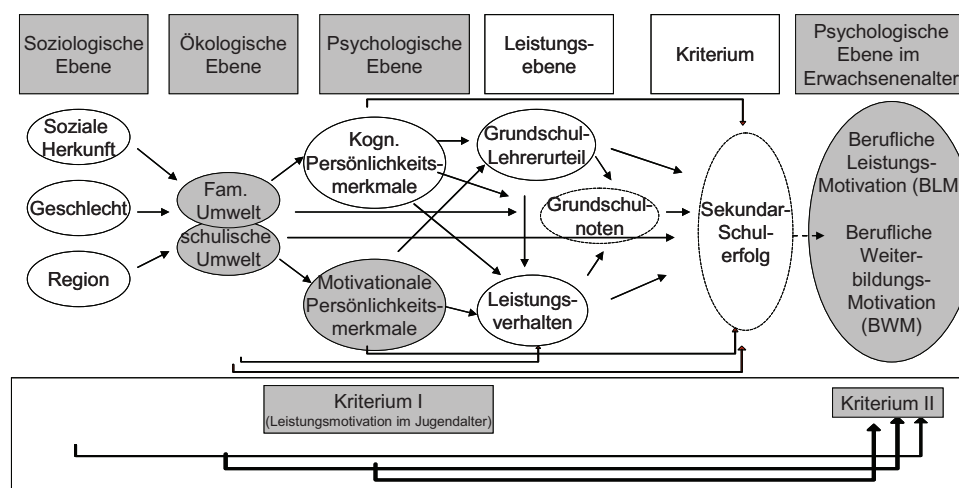 Soziologische
Ebene
Ökologische
Ebene
Psychologische
Ebene
Leistungs-
ebene
Kriterium
Psychologische
Ebene im
Erwachsenenalter
Soziale
Herkunft
Geschlecht
Region
Fam.
Umwelt
schulische
Umwelt
Kogn.
Persönlichkeits-
merkmale
Motivationale
Persönlichkeits-
merkmale
Grundschul-
Lehrerurteil
Grundschul-
noten
Leistungs-
verhalten
Sekundar-
Schul-
erfolg
Berufliche
Leistungs-
Motivation (BLM)
Berufliche
Weiter-
bildungs-
Motivation
(BWM)
Kriterium I
(Leistungsmotivation im Jugendalter)
Kriterium II